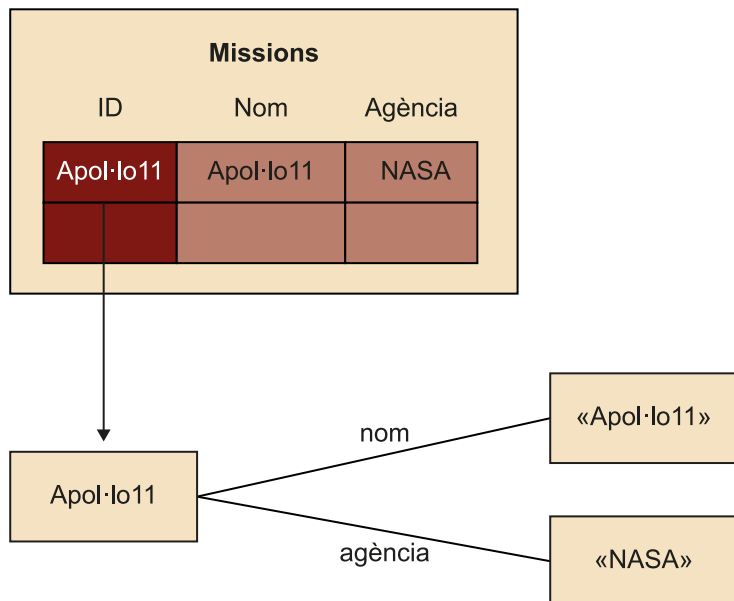 Missions
ID Nom Agència
Apol·lo11 Apol·lo11 NASA
nom
«Apol·lo11»
Apol·lo11
agència
«NASA»